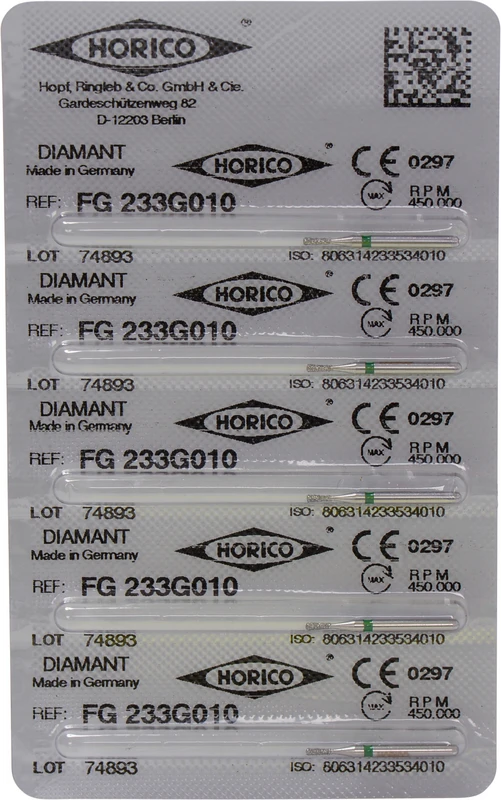 HORICO ®
Hopf, Ringleb & Co. GmbH & Cie.
Gardeschützenweg 82
D-12203 Berlin
DIAMANT HORICO ® CE 0297
Made in Germany
REF: FG 233G010 MAX RPM 450.000
LOT 74893 ISO: 806314233534010
DIAMANT HORICO ® CE 0297
Made in Germany
REF: FG 233G010 MAX RPM 450.000
LOT 74893 ISO: 806314233534010
DIAMANT HORICO ® CE 0297
Made in Germany
REF: FG 233G010 MAX RPM 450.000
LOT 74893 ISO: 806314233534010
DIAMANT HORICO ® CE 0297
Made in Germany
REF: FG 233G010 MAX RPM 450.000
LOT 74893 ISO: 806314233534010
DIAMANT HORICO ® CE 0297
Made in Germany
REF: FG 233G010 MAX RPM 450.000
LOT 74893 ISO: 806314233534010